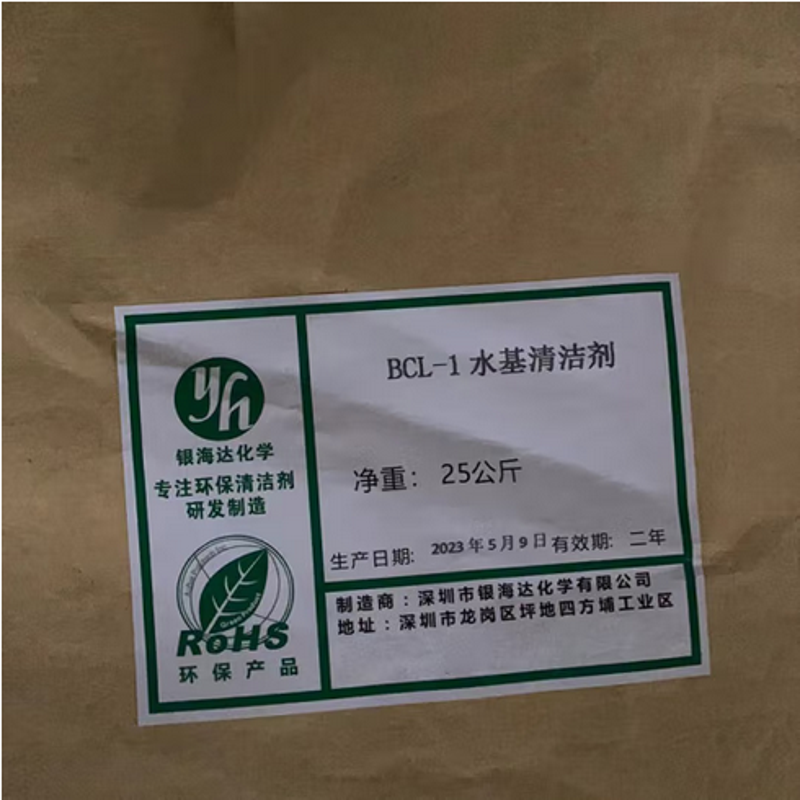 yh
银海达化学
专注环保清洁剂
研发制造
Green Product
RoHS
环保产品
BCL-1 水基清洁剂
净重: 25公斤
生产日期: 2023年5月9日 有效期: 二年
制造商:深圳市银海达化学有限公司
地址:深圳市龙岗区坪地四方埔工业区